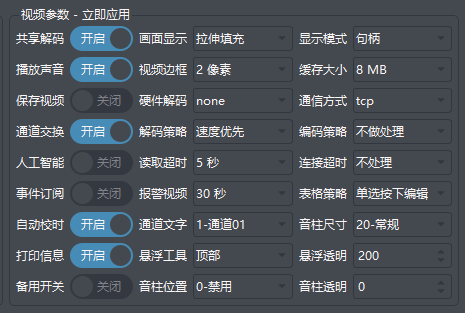 视频参数 - 立即应用
共享解码 开启 画面显示 拉伸填充 显示模式 句柄
播放声音 开启 视频边框 2 像素 缓存大小 8 MB
保存视频 关闭 硬件解码 none 通信方式 tcp
通道交换 开启 解码策略 速度优先 编码策略 不做处理
人工智能 关闭 读取超时 5 秒 连接超时 不处理
事件订阅 关闭 报警视频 30 秒 表格策略 单选按下编辑
自动校时 开启 通道文字 1-通道01 音柱尺寸 20-常规
打印信息 开启 悬浮工具 顶部 悬浮透明 200
备用开关 关闭 音柱位置 0-禁用 音柱透明 0